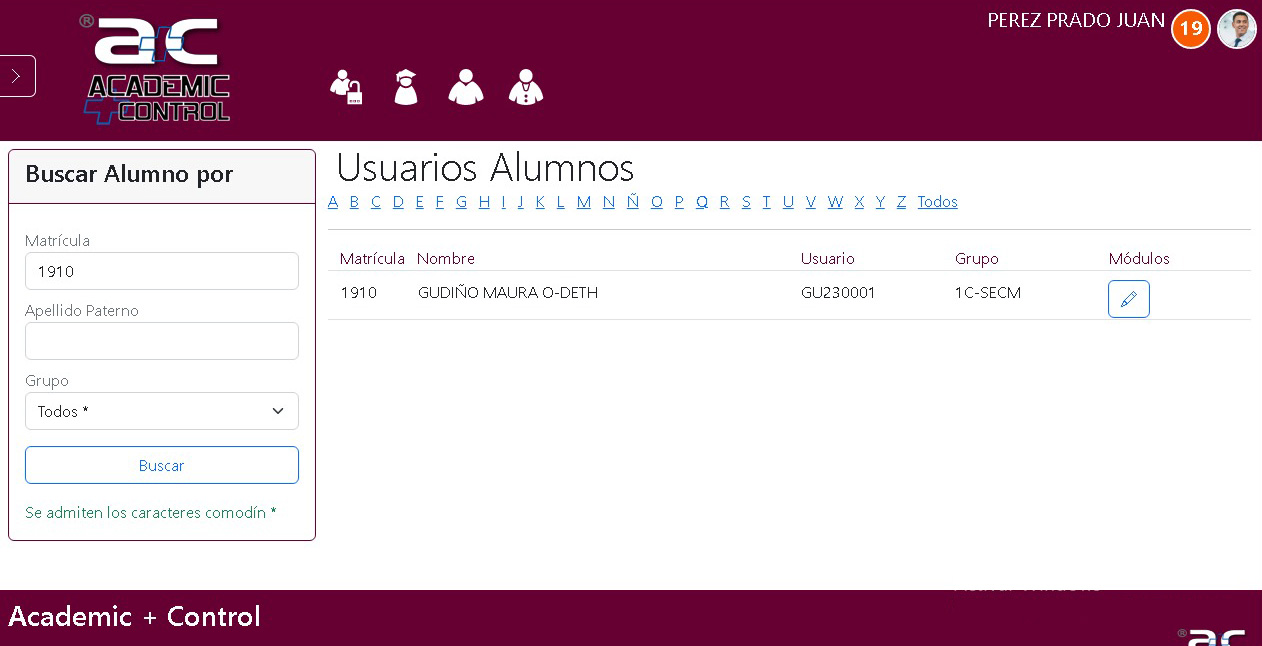 PEREZ PRADO JUAN 19
® ac
ACADEMIC
CONTROL
Buscar Alumno por
Matrícula
1910
Apellido Paterno
Grupo
Todos *
Buscar
Se admiten los caracteres comodín *
Usuarios Alumnos
A B C D E F G H I J K L M N Ñ O P Q R S T U V W X Y Z Todos
Matrícula Nombre Usuario Grupo Módulos
1910 GUDIÑO MAURA O-DETH GU230001 1C-SECM
Academic + Control
® ac